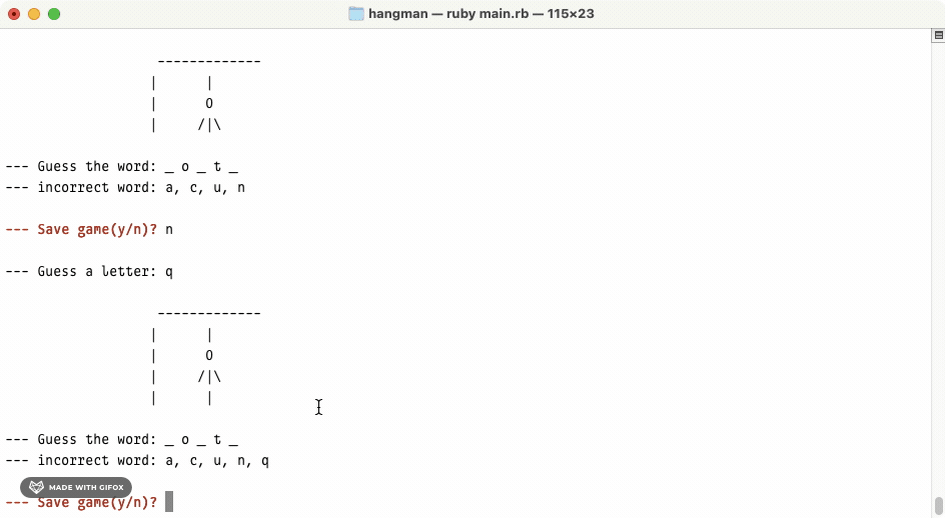 hangman — ruby main.rb — 115×23
-------------
|      |
|      O
|     /|\
--- Guess the word: _ o _ t _
--- incorrect word: a, c, u, n
--- Save game(y/n)? n
--- Guess a letter: q
-------------
|      |
|      O
|     /|\
|      |
--- Guess the word: _ o _ t _
--- incorrect word: a, c, u, n, q
MADE WITH GIFOX
--- Save game(y/n)?